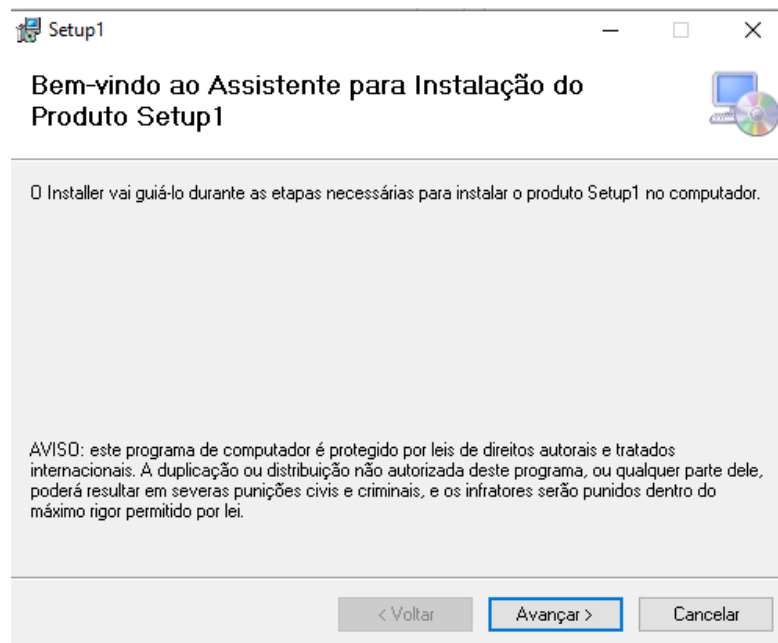 Setup1
Bem-vindo ao Assistente para Instalação do
Produto Setup1
O Installer vai guiá-lo durante as etapas necessárias para instalar o produto Setup1 no computador.
AVISO: este programa de computador é protegido por leis de direitos autorais e tratados
internacionais. A duplicação ou distribuição não autorizada deste programa, ou qualquer parte dele,
poderá resultar em severas punições civis e criminais, e os infratores serão punidos dentro do
máximo rigor permitido por lei.
< Voltar
Avançar >
Cancelar